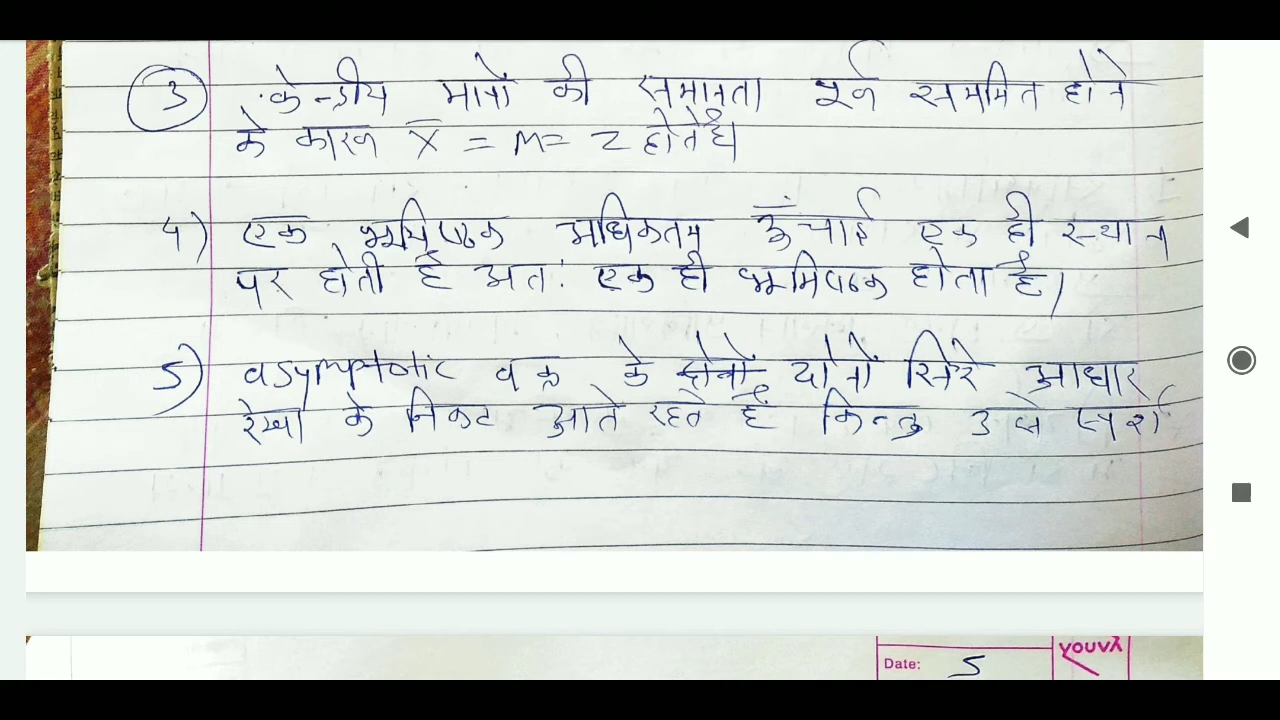 3 केन्द्रीय मापों की समानता पूर्ण सममित होने
के कारण X̄ = M = Z होते है।
4) एक भूमिष्ठक अधिकतम ऊंचाई एक ही स्थान
पर होती है अतः एक ही भूमिष्ठक होता है।
5) asymptotic वक्र के दोनों दोनों सिरे आधार
रेखा के निकट आते रहते हैं किन्तु उसे स्पर्श
youva
Date: 5